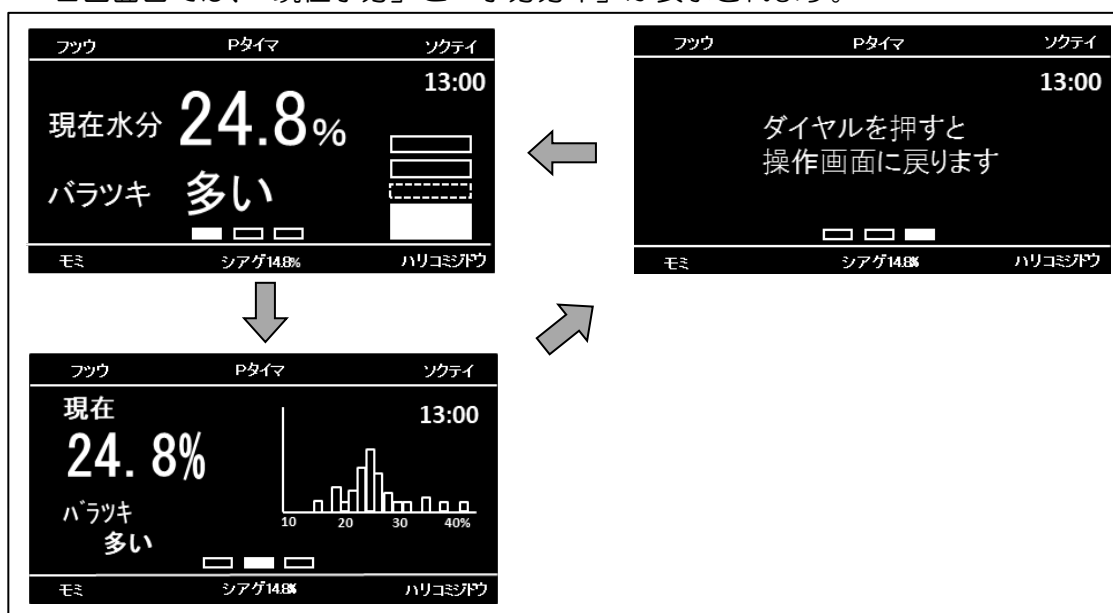 フツウ Pタイマ ソクテイ
13:00
現在水分 24.8%
バラツキ 多い
モミ シアゲ14.8% ハリコミジドウ
フツウ Pタイマ ソクテイ
13:00
ダイヤルを押すと
操作画面に戻ります
モミ シアゲ14.8% ハリコミジドウ
フツウ Pタイマ ソクテイ
現在
13:00
24.8%
バラツキ
多い
10 20 30 40%
モミ シアゲ14.8% ハリコミジドウ